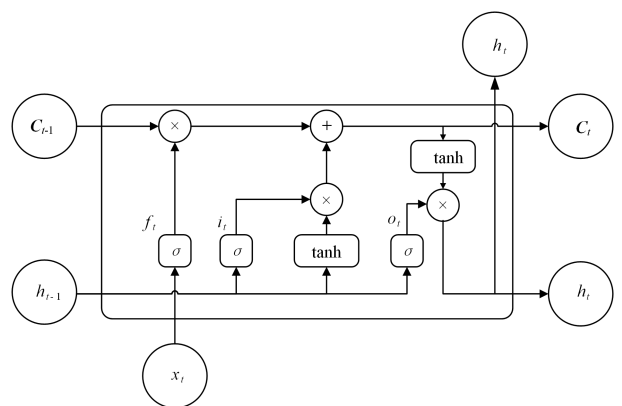 h_t
C_{t-1}
×
+
C_t
tanh
×
×
f_t
i_t
o_t
σ
σ
tanh
σ
h_{t-1}
h_t
x_t